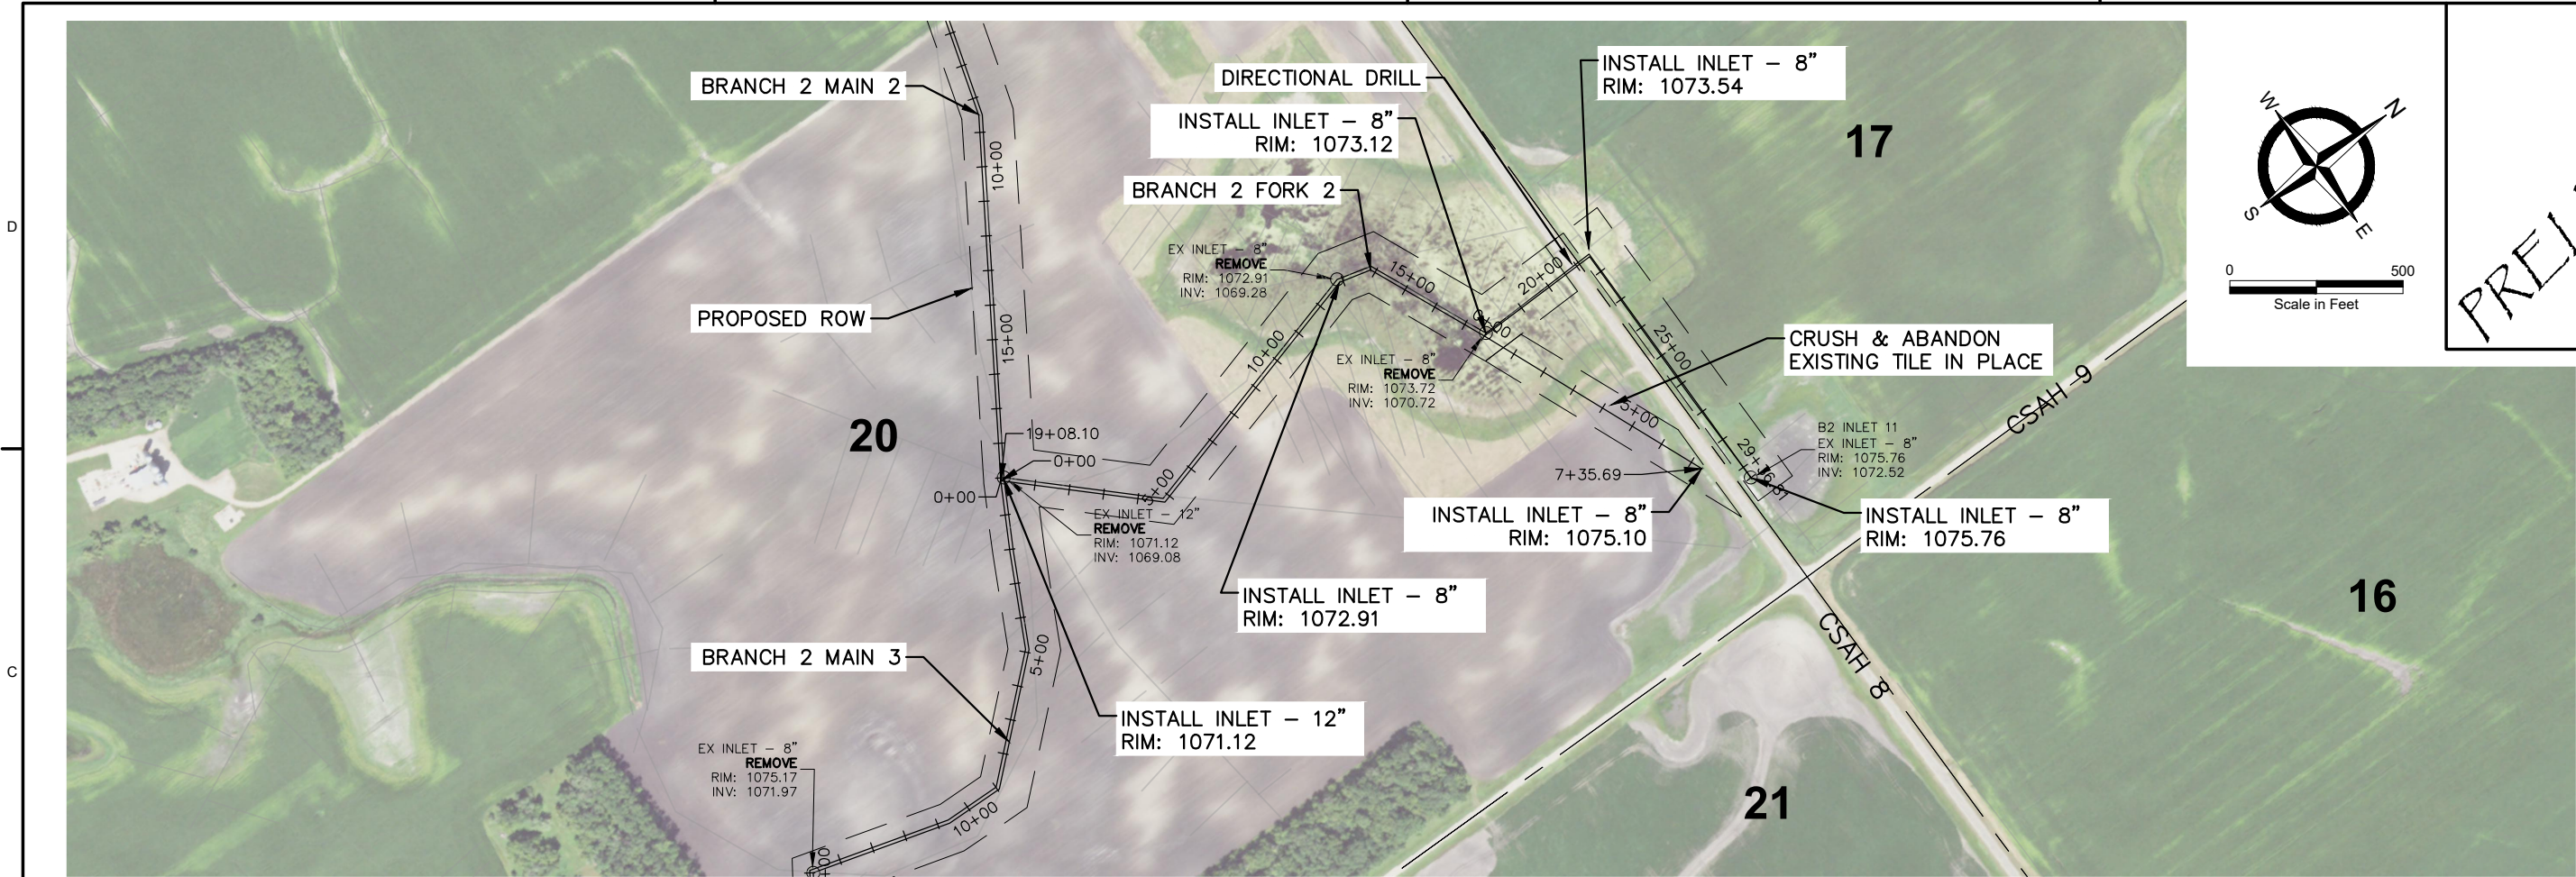 BRANCH 2 MAIN 2
DIRECTIONAL DRILL
INSTALL INLET – 8"
RIM: 1073.54
INSTALL INLET – 8"
RIM: 1073.12
17
W
N
S
E
0
500
Scale in Feet
D
10+00
BRANCH 2 FORK 2
EX INLET – 8"
REMOVE
RIM: 1072.91
INV: 1069.28
15+00
20+00
0+00
PROPOSED ROW
15+00
10+00
25+00
EX INLET – 8"
REMOVE
RIM: 1073.72
INV: 1070.72
CRUSH & ABANDON
EXISTING TILE IN PLACE
CSAH 9
5+00
20
19+08.10
0+00
0+00
5+00
B2 INLET 11
EX INLET – 8"
RIM: 1075.76
INV: 1072.52
29+16.81
7+35.69
EX INLET – 12"
REMOVE
RIM: 1071.12
INV: 1069.08
INSTALL INLET – 8"
RIM: 1075.10
INSTALL INLET – 8"
RIM: 1075.76
INSTALL INLET – 8"
RIM: 1072.91
16
CSAH 8
C
5+00
BRANCH 2 MAIN 3
INSTALL INLET – 12"
RIM: 1071.12
EX INLET – 8"
REMOVE
RIM: 1075.17
INV: 1071.97
10+00
21